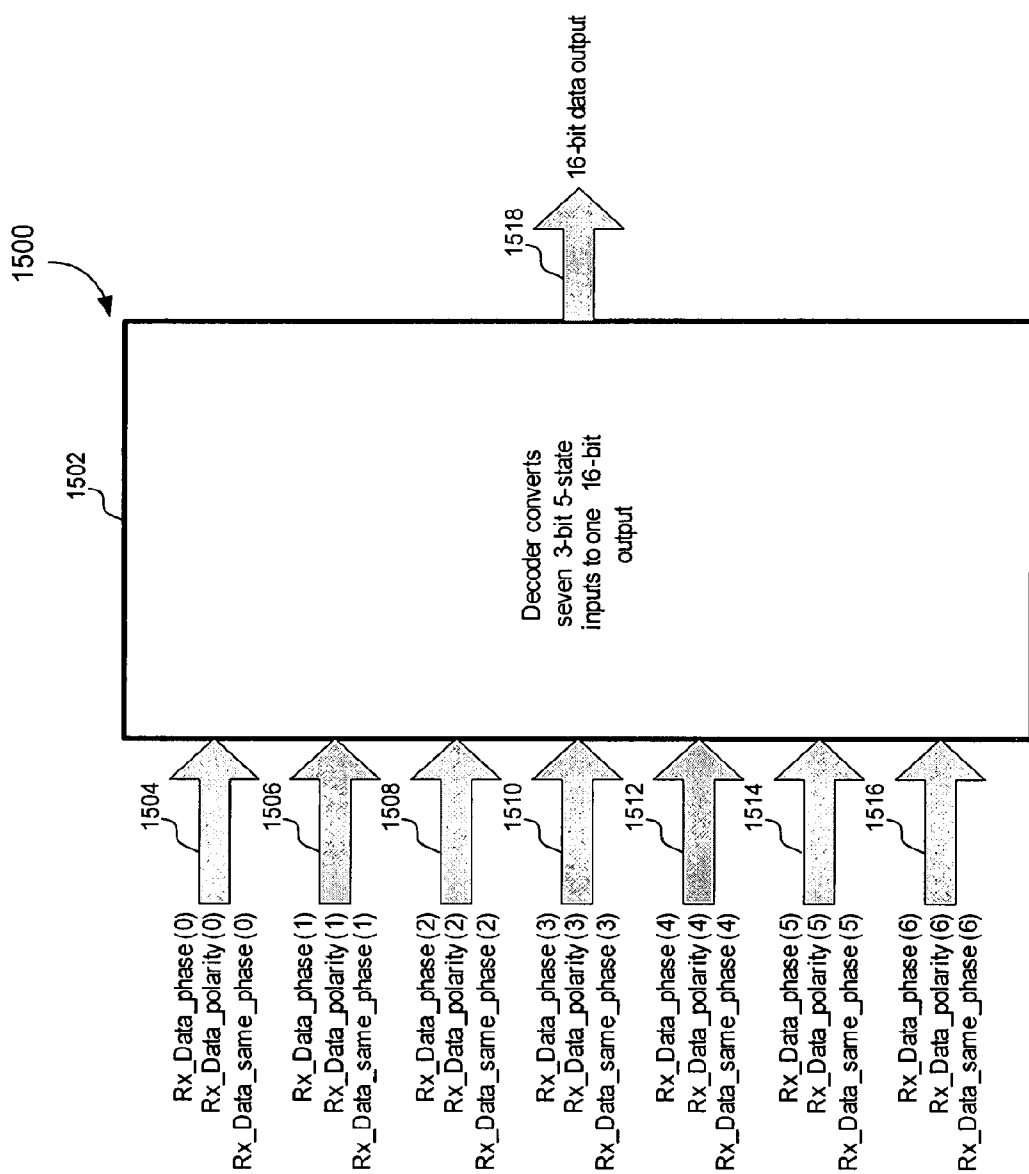 1500
1502
Rx_Data_phase (0)
Rx_Data_polarity (0)
Rx_Data_same_phase (0)
1504
Rx_Data_phase (1)
Rx_Data_polarity (1)
Rx_Data_same_phase (1)
1506
Rx_Data_phase (2)
Rx_Data_polarity (2)
Rx_Data_same_phase (2)
1508
Rx_Data_phase (3)
Rx_Data_polarity (3)
Rx_Data_same_phase (3)
1510
Rx_Data_phase (4)
Rx_Data_polarity (4)
Rx_Data_same_phase (4)
1512
Rx_Data_phase (5)
Rx_Data_polarity (5)
Rx_Data_same_phase (5)
1514
Rx_Data_phase (6)
Rx_Data_polarity (6)
Rx_Data_same_phase (6)
1516
Decoder converts
seven 3-bit 5-state
inputs to one 16-bit
output
1518
16-bit data output